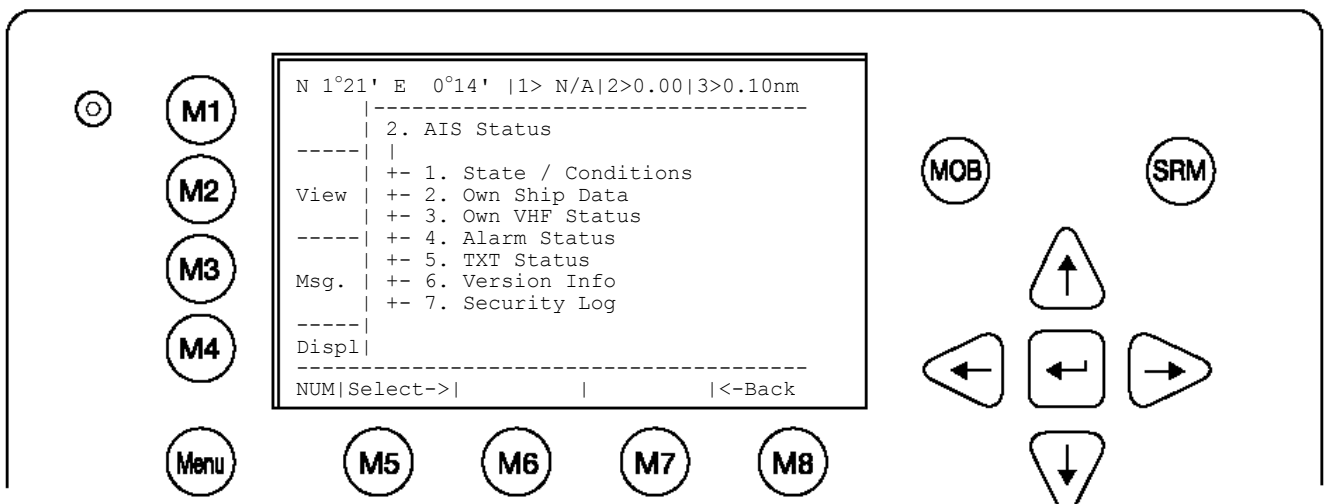 N 1°21' E  0°14' |1> N/A|2>0.00|3>0.10nm
|----------------------------------
| 2. AIS Status
-----| |
| +- 1. State / Conditions
View | +- 2. Own Ship Data
| +- 3. Own VHF Status
-----| +- 4. Alarm Status
| +- 5. TXT Status
Msg. | +- 6. Version Info
| +- 7. Security Log
-----|
Displ|
----------------------------------------
NUM|Select->|         |         |<-Back
M1
M2
M3
M4
MOB
SRM
Menu
M5
M6
M7
M8